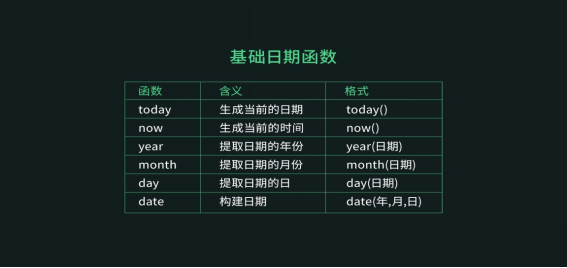 基础日期函数
函数 含义 格式
today 生成当前的日期 today()
now 生成当前的时间 now()
year 提取日期的年份 year(日期)
month 提取日期的月份 month(日期)
day 提取日期的日 day(日期)
date 构建日期 date(年,月,日)